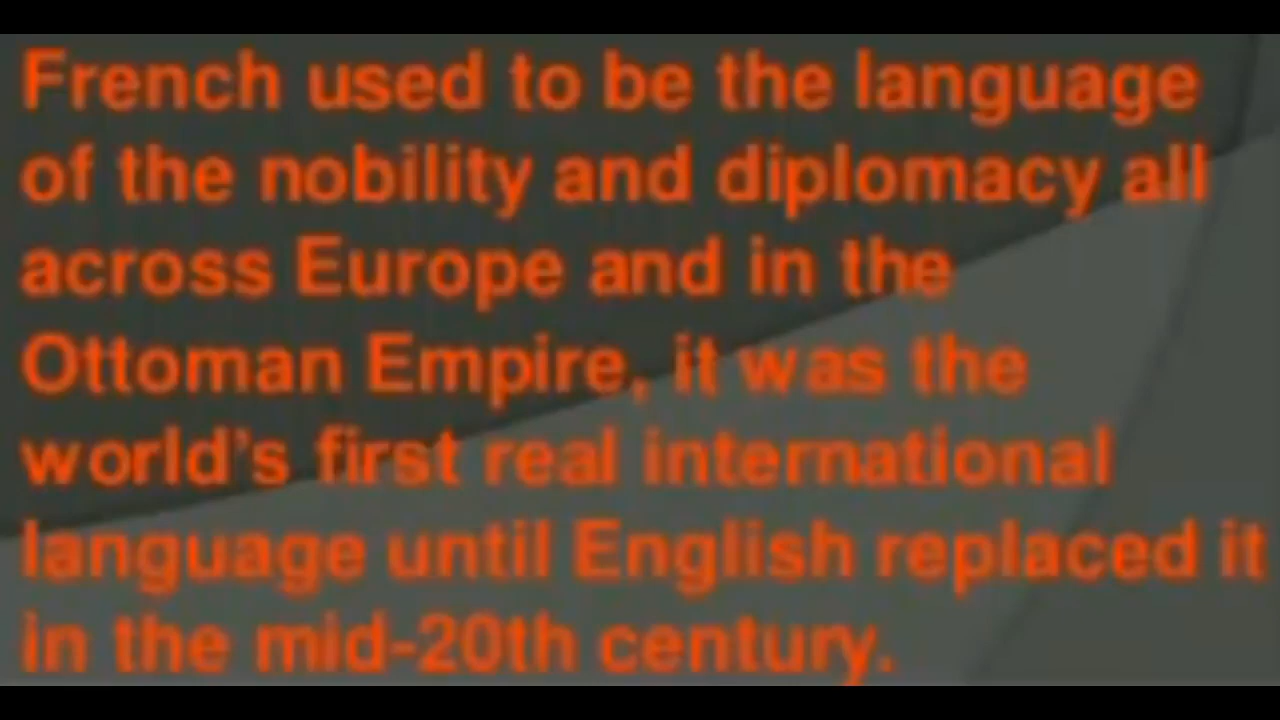 French used to be the language
of the nobility and diplomacy all
across Europe and in the
Ottoman Empire, it was the
world's first real international
language until English replaced it
in the mid-20th century.